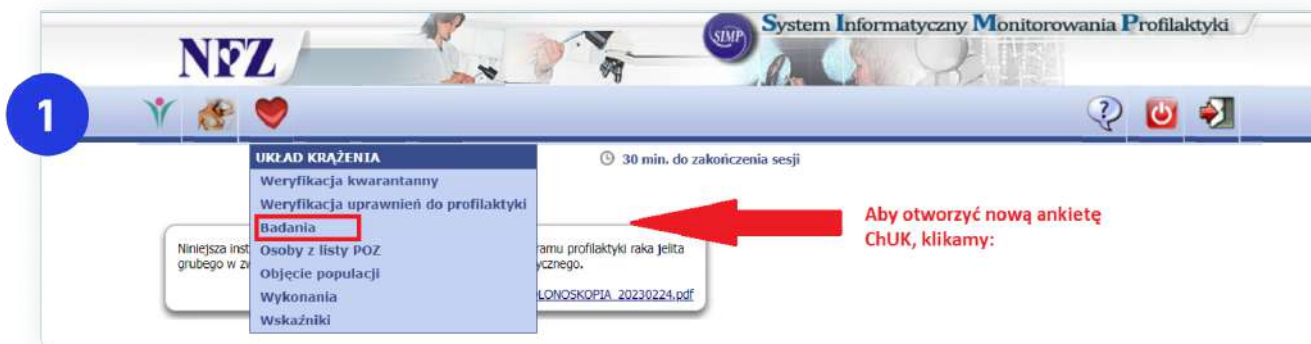 NFZ
SIMP
System Informatyczny Monitorowania Profilaktyki
1
?
UKŁAD KRĄŻENIA
30 min. do zakończenia sesji
Weryfikacja kwarantanny
Weryfikacja uprawnień do profilaktyki
Badania
Osoby z listy POZ
Objęcie populacji
Wykonania
Wskaźniki
Niniejsza inst
ramu profilaktyki raka jelita
grubego w zw
ycznego.
LONOSKOPIA_20230224.pdf
Aby otworzyć nową ankietę
ChUK, klikamy: